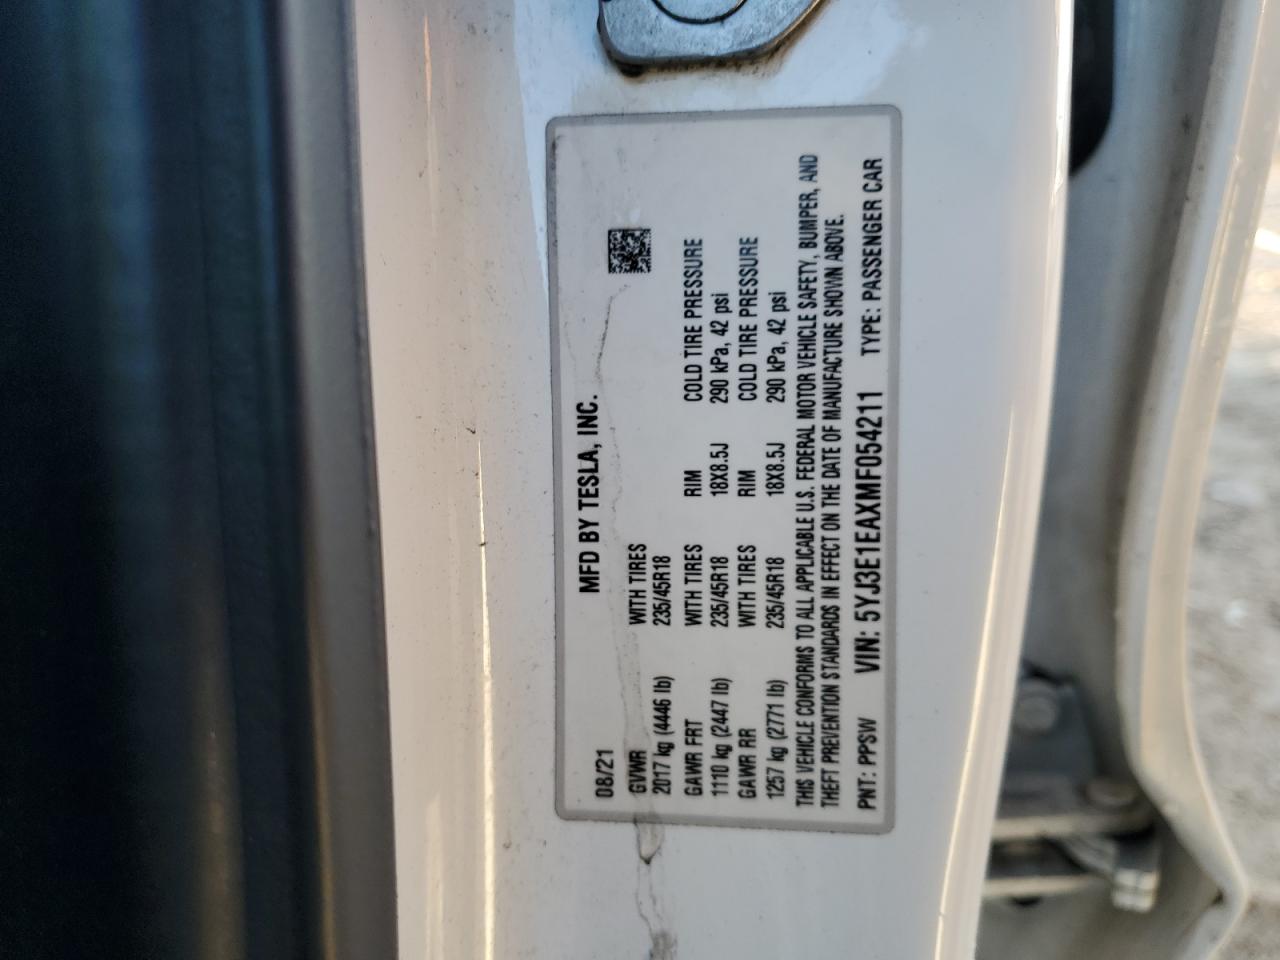 08/21 MFD BY TESLA, INC.
GVWR WITH TIRES
2017 kg (4446 lb) 235/45R18
GAWR FRT WITH TIRES RIM COLD TIRE PRESSURE
1110 kg (2447 lb) 235/45R18 18X8.5J 290 kPa, 42 psi
GAWR RR WITH TIRES RIM COLD TIRE PRESSURE
1257 kg (2771 lb) 235/45R18 18X8.5J 290 kPa, 42 psi
THIS VEHICLE CONFORMS TO ALL APPLICABLE U.S. FEDERAL MOTOR VEHICLE SAFETY, BUMPER, AND
THEFT PREVENTION STANDARDS IN EFFECT ON THE DATE OF MANUFACTURE SHOWN ABOVE.
PNT: PPSW VIN: 5YJ3E1EAXMF054211 TYPE: PASSENGER CAR